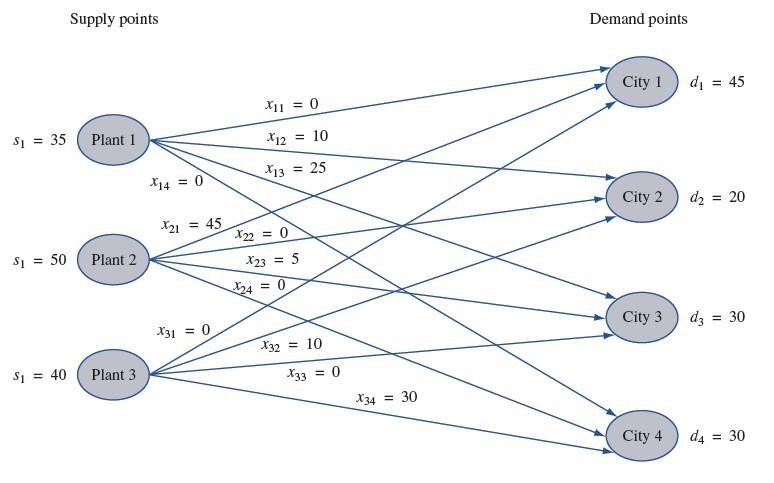 Supply points
Demand points
s₁ = 35
Plant 1
x₁₁ = 0
x₁₂ = 10
x₁₃ = 25
x₁₄ = 0
City 1
d₁ = 45
City 2
d₂ = 20
s₁ = 50
Plant 2
x₂₁ = 45
x₂₂ = 0
x₂₃ = 5
x₂₄ = 0
City 3
d₃ = 30
s₁ = 40
Plant 3
x₃₁ = 0
x₃₂ = 10
x₃₃ = 0
x₃₄ = 30
City 4
d₄ = 30